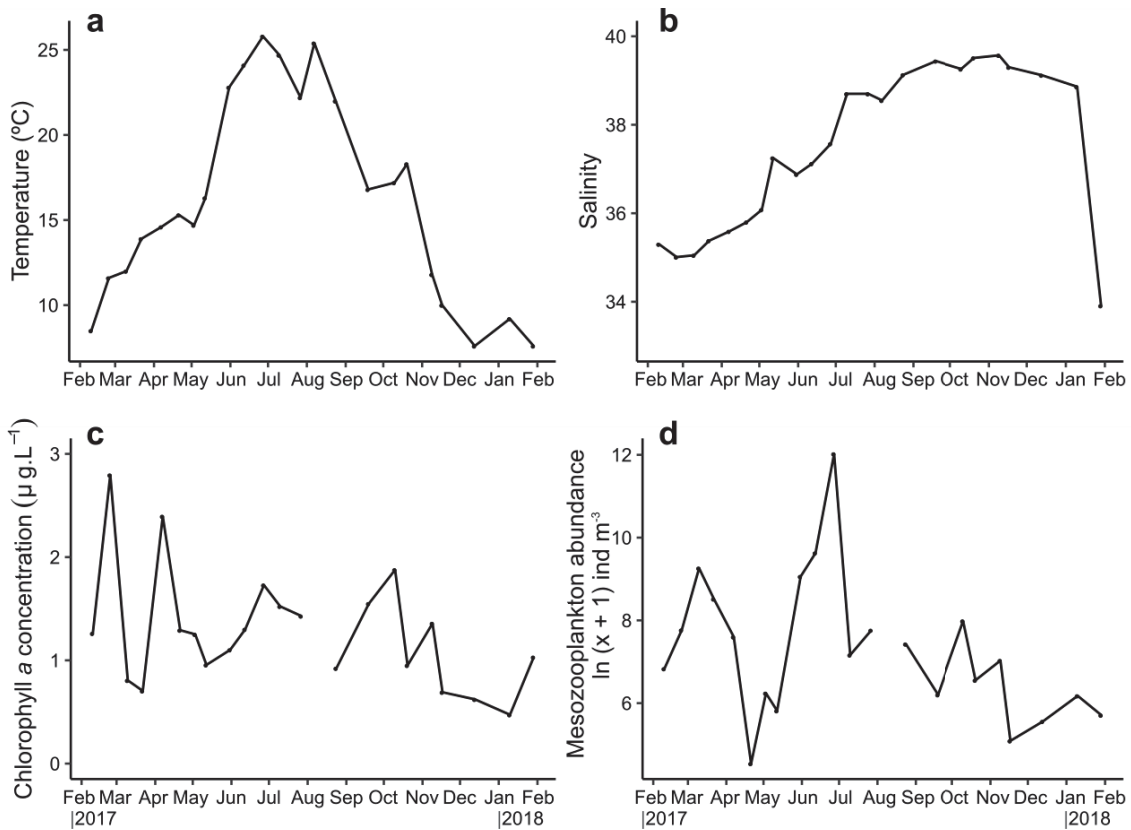 a
25
20
15
10
Temperature (ºC)
Feb Mar Apr May Jun Jul Aug Sep Oct Nov Dec Jan Feb
b
40
38
36
34
Salinity
Feb Mar Apr May Jun Jul Aug Sep Oct Nov Dec Jan Feb
c
3
2
1
0
Chlorophyll a concentration (µ g.L⁻¹)
Feb Mar Apr May Jun Jul Aug Sep Oct Nov Dec Jan Feb
|2017 |2018
d
12
10
8
6
Mesozooplankton abundance
ln (x + 1) ind m⁻³
Feb Mar Apr May Jun Jul Aug Sep Oct Nov Dec Jan Feb
|2017 |2018